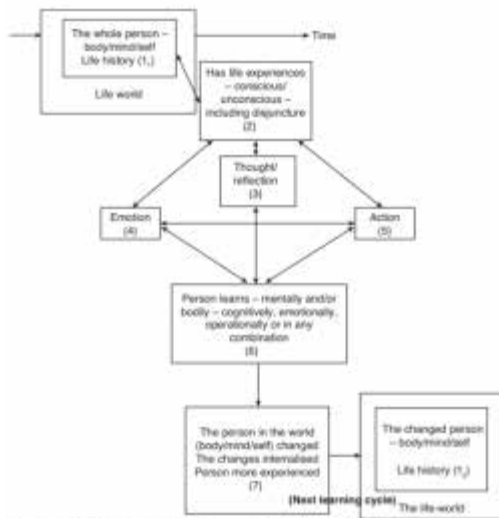 The whole person –
body/mind/self
Life history (1₁)
Life world
Time
Has life experiences
– conscious/
unconscious –
including disjuncture
(2)
Thought/
reflection
(3)
Emotion
(4)
Action
(5)
Person learns – mentally and/or
bodily – cognitively, emotionally,
operationally or in any
combination
(6)
The person in the world
(body/mind/self) changed
The changes internalised
Person more experienced
(7)
The changed person
– body/mind/self
Life history (1₂)
(Next learning cycle)
The life-world